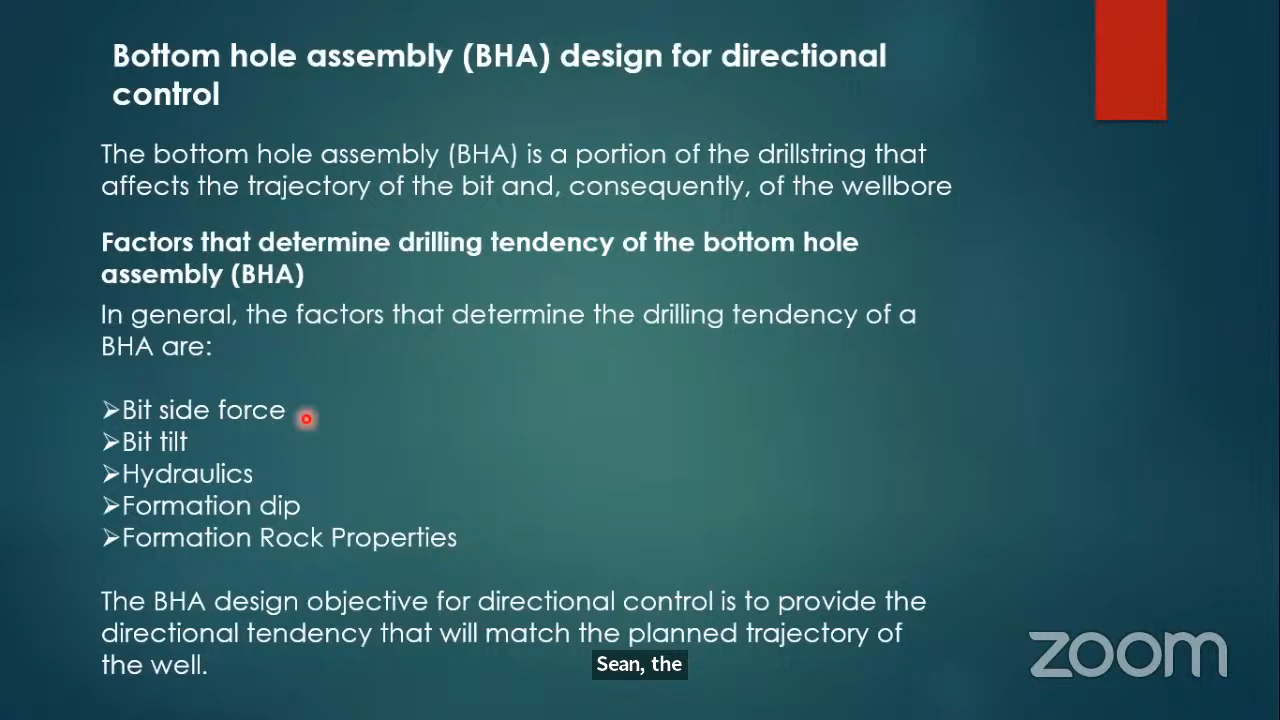 Bottom hole assembly (BHA) design for directional
control
The bottom hole assembly (BHA) is a portion of the drillstring that
affects the trajectory of the bit and, consequently, of the wellbore
Factors that determine drilling tendency of the bottom hole
assembly (BHA)
In general, the factors that determine the drilling tendency of a
BHA are:
➢Bit side force
➢Bit tilt
➢Hydraulics
➢Formation dip
➢Formation Rock Properties
The BHA design objective for directional control is to provide the
directional tendency that will match the planned trajectory of
the well.
Sean, the
zoom